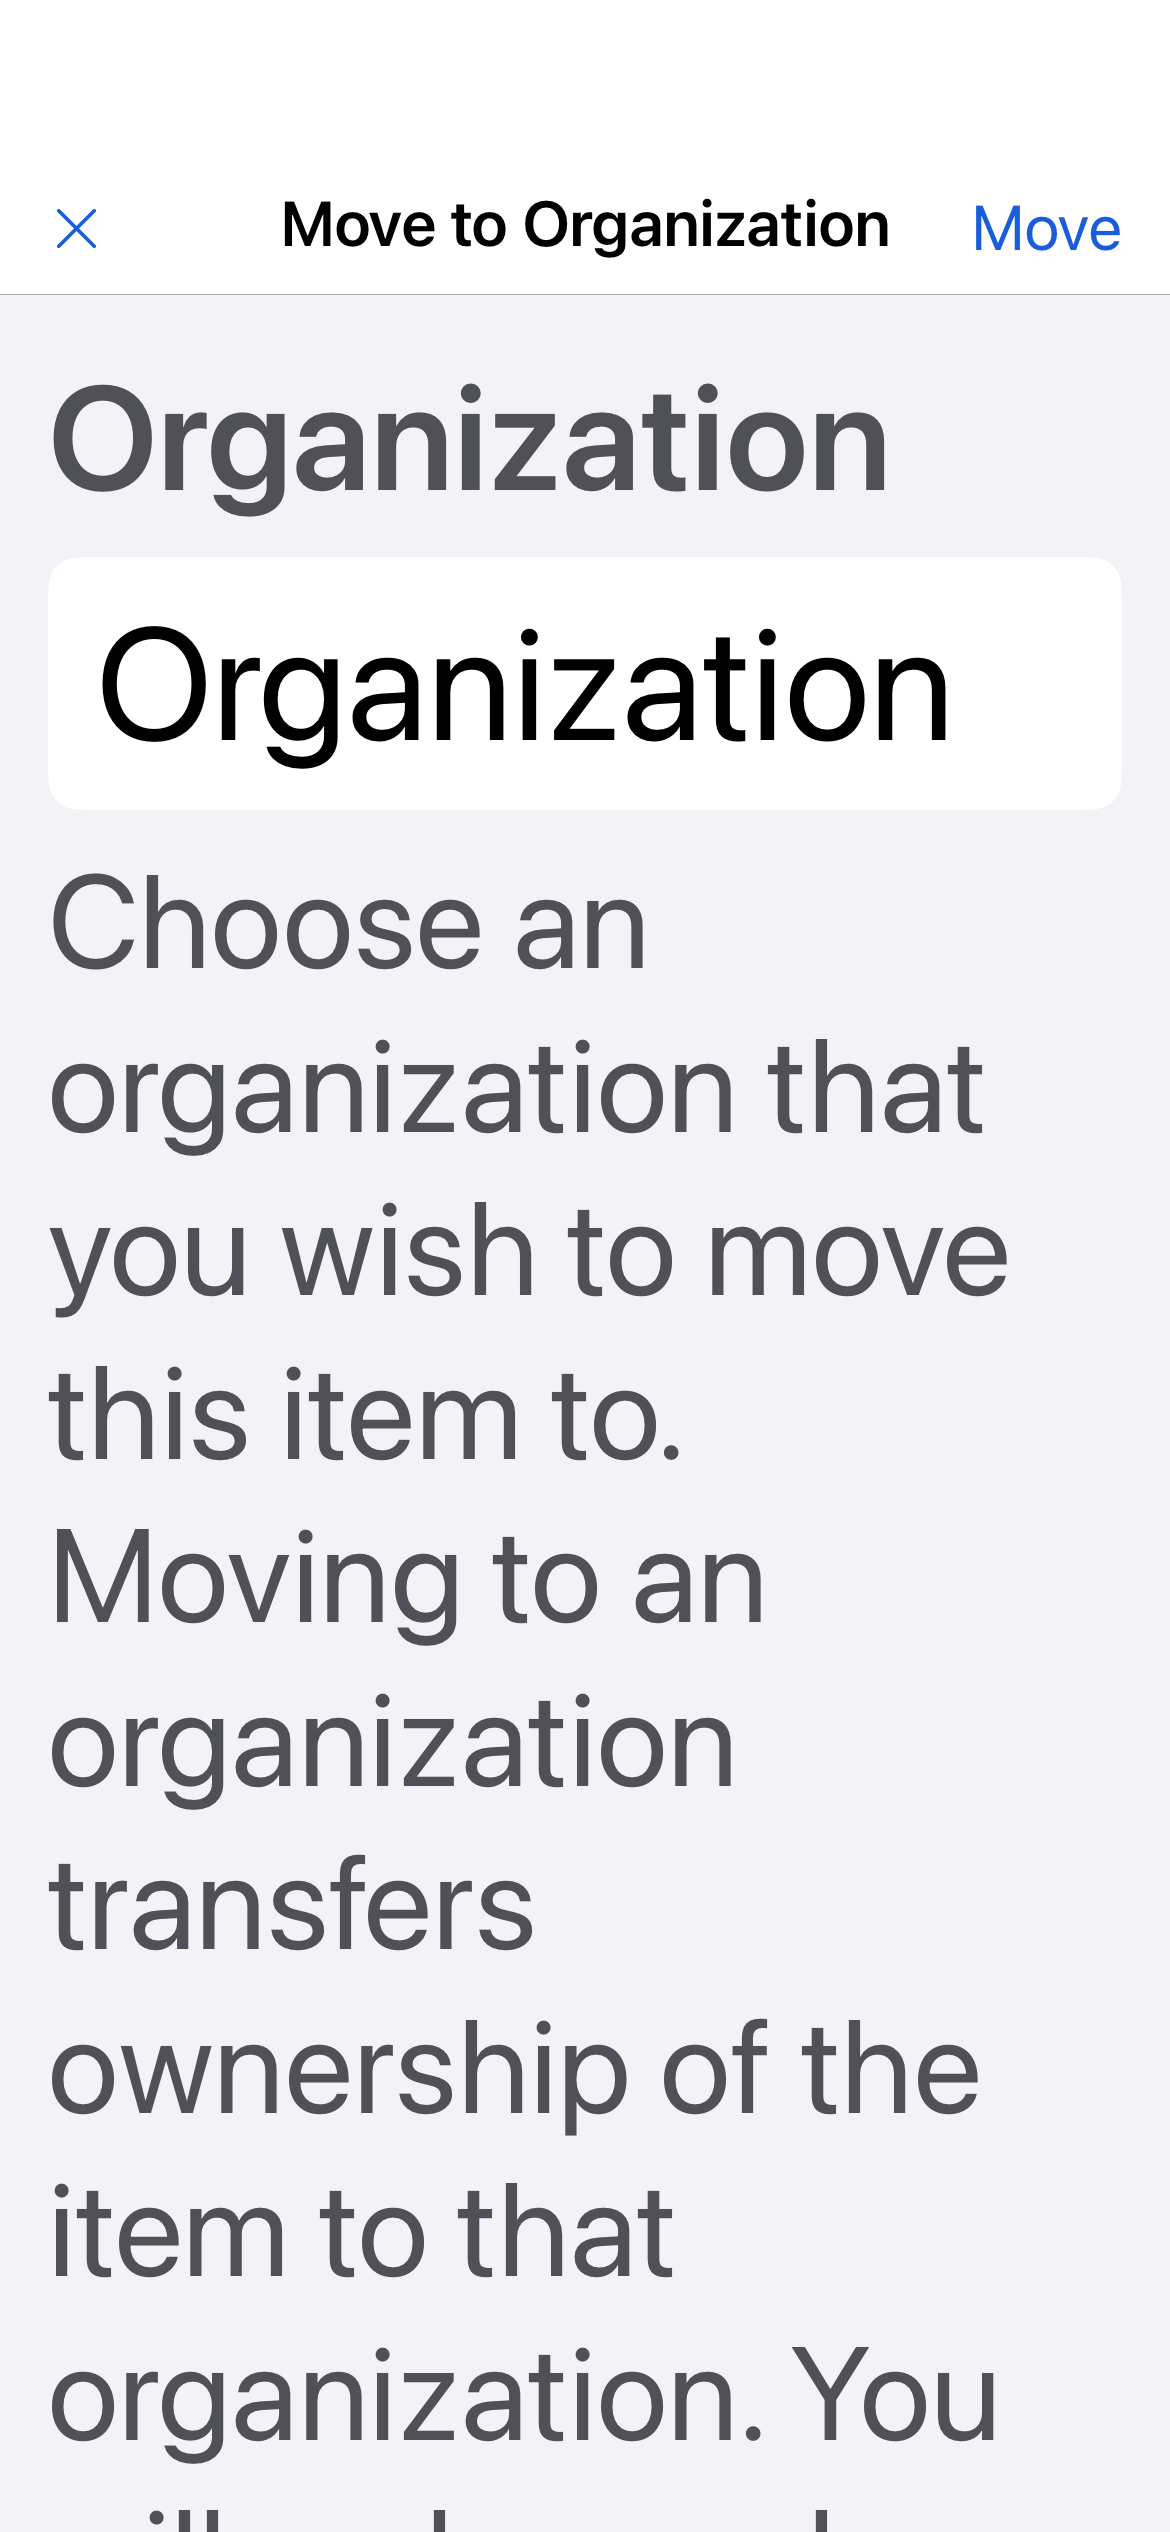 Move to Organization
Move
Organization
Organization
Choose an
organization that
you wish to move
this item to.
Moving to an
organization
transfers
ownership of the
item to that
organization. You